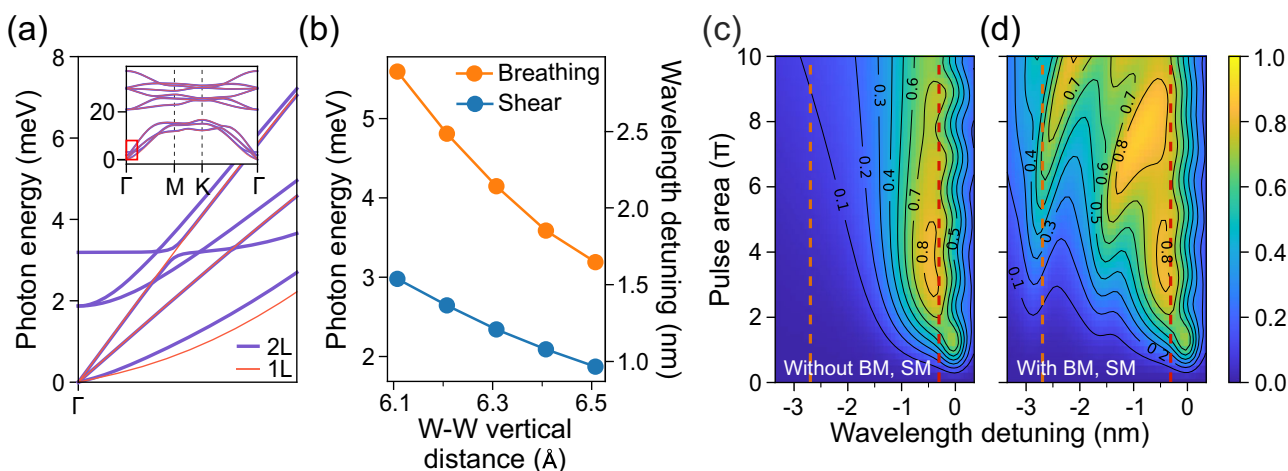 (a)
8
6
4
2
0
Photon energy (meV)
20
0
Γ
M
K
Γ
2L
1L
Γ
(b)
Breathing
Shear
5
4
3
2
Photon energy (meV)
2.5
2.0
1.5
1.0
Wavelength detuning (nm)
6.1
6.3
6.5
W-W vertical
distance (Å)
(c)
10
8
6
4
2
0
Pulse area (π)
0.1
0.2
0.3
0.4
0.6
0.7
0.8
0.5
Without BM, SM
-3
-2
-1
0
(d)
0.4
0.7
0.7
0.8
0.6
0.5
0.3
0.1
0.8
0.2
With BM, SM
-3
-2
-1
0
Wavelength detuning (nm)
1.0
0.8
0.6
0.4
0.2
0.0